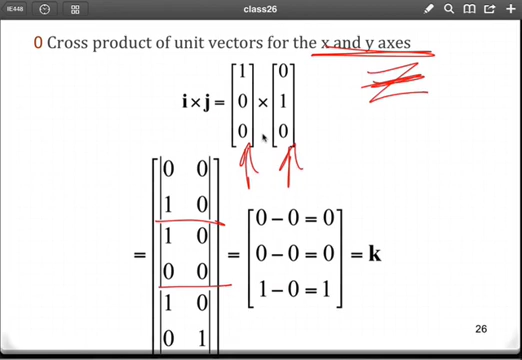 IE448
class26
0 Cross product of unit vectors for the x and y axes
i × j = [1 0 0] × [0 1 0]
= [|0 0| |1 0| |1 0|] = [0 − 0 = 0] = k
[|1 0| |0 0| |0 1|] [0 − 0 = 0]
[1 − 0 = 1]
Z
26